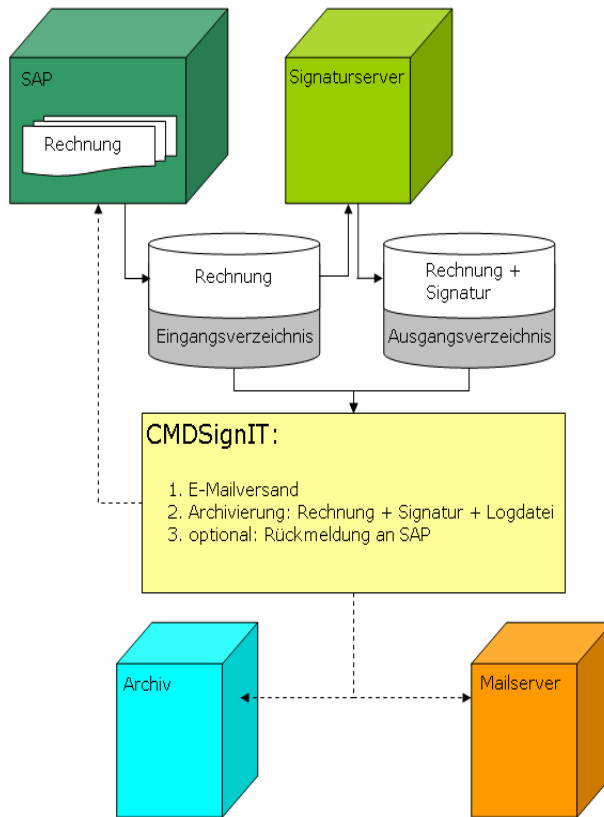 SAP
Rechnung
Signaturserver
Rechnung
Eingangsverzeichnis
Rechnung +
Signatur
Ausgangsverzeichnis
CMDSignIT:
1. E-Mailversand
2. Archivierung: Rechnung + Signatur + Logdatei
3. optional: Rückmeldung an SAP
Archiv
Mailserver